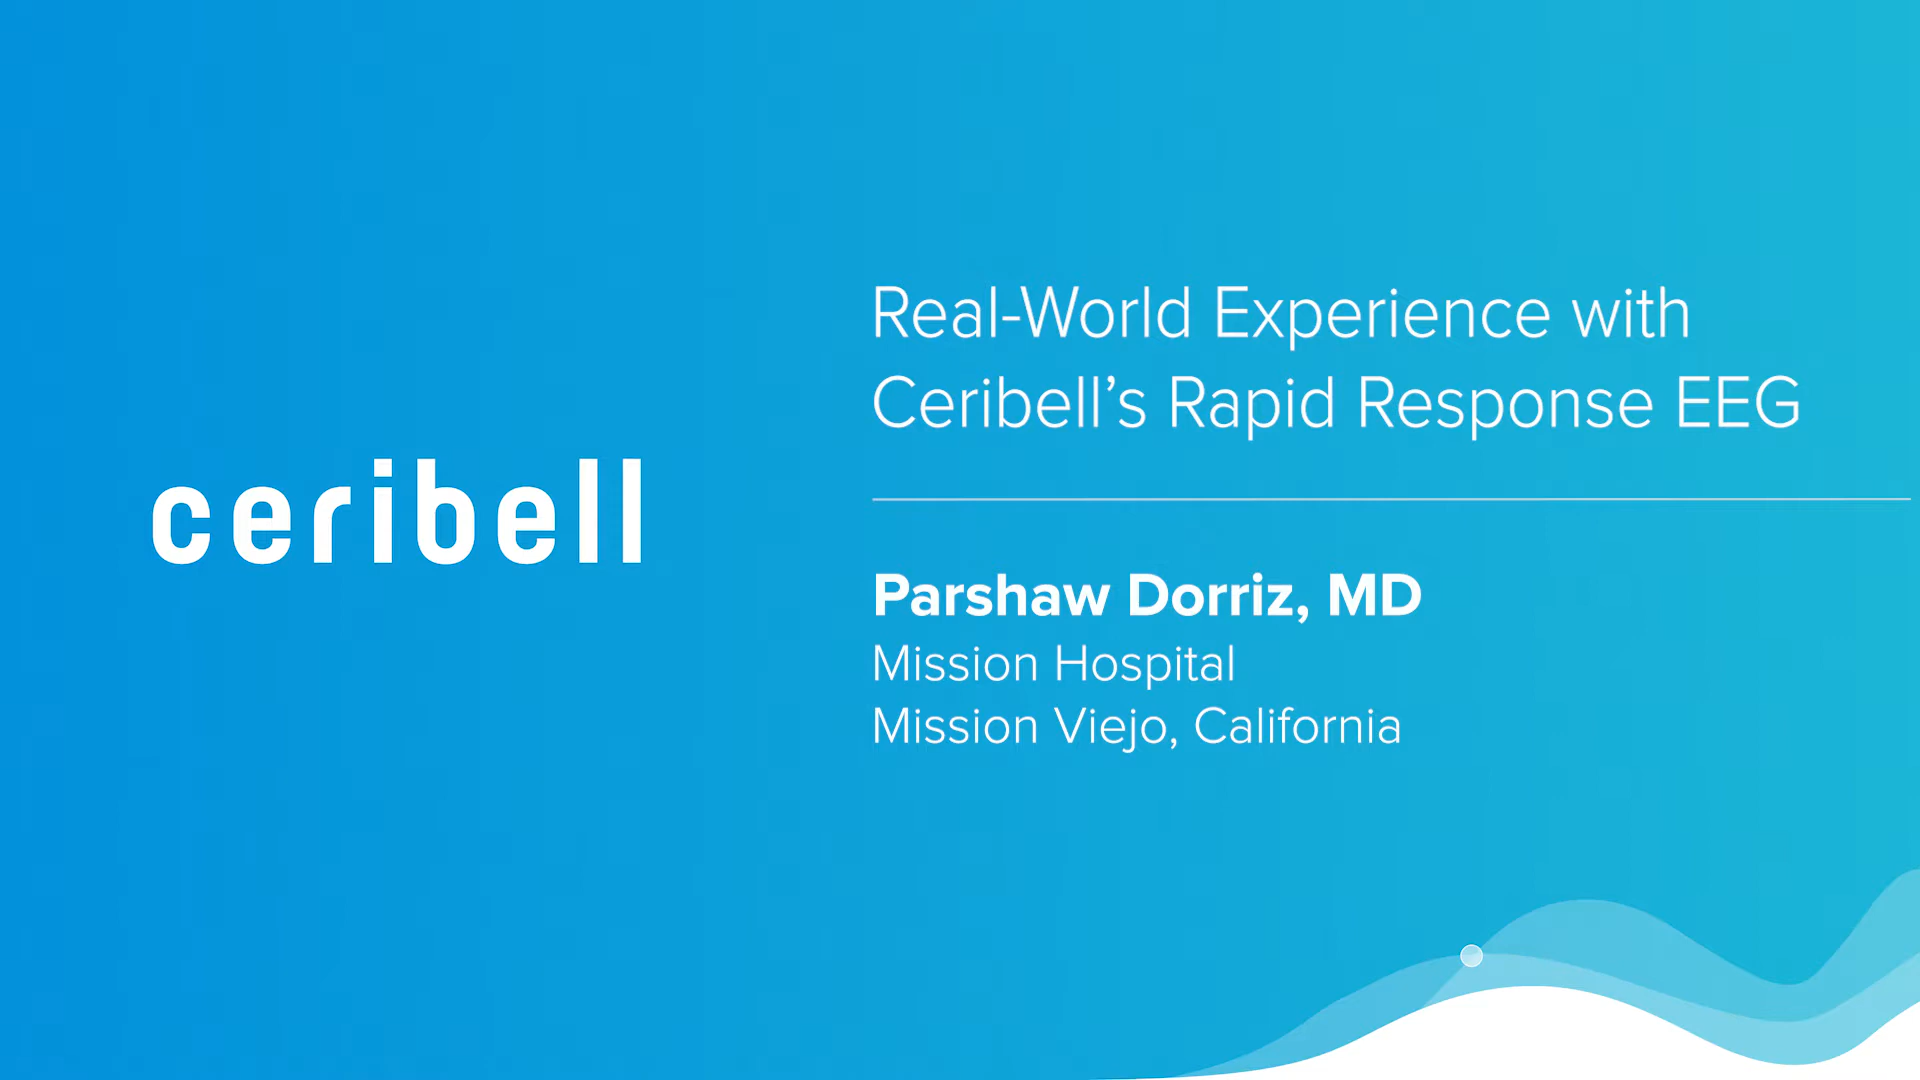 ceribell
Real-World Experience with
Ceribell’s Rapid Response EEG
Parshaw Dorriz, MD
Mission Hospital
Mission Viejo, California